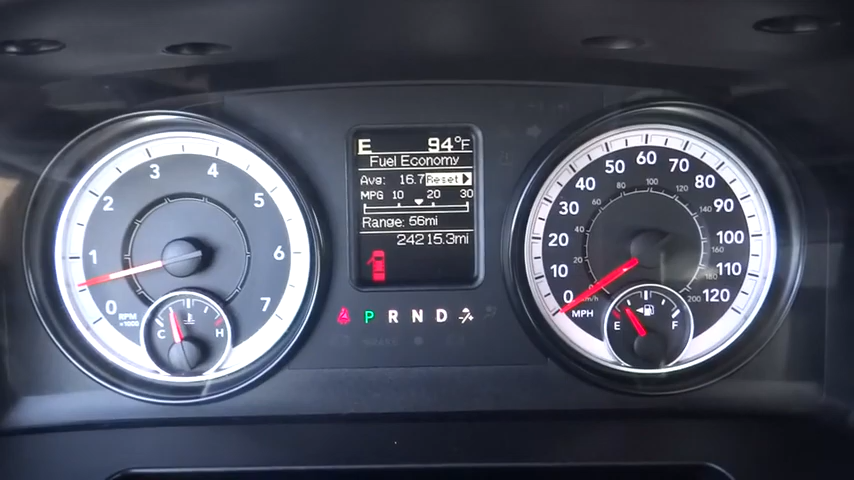 E 94°F
Fuel Economy
Avg: 16.7 Reset
MPG 10 20 30
Range: 56mi
24215.3mi
P R N D
0 1 2 3 4 5 6 7
RPM
×1000
C H
0 10 20 30 40 50 60 70 80 90 100 110 120
20 40 60 80 100 120 140 160 180 200
km/h
MPH
E F